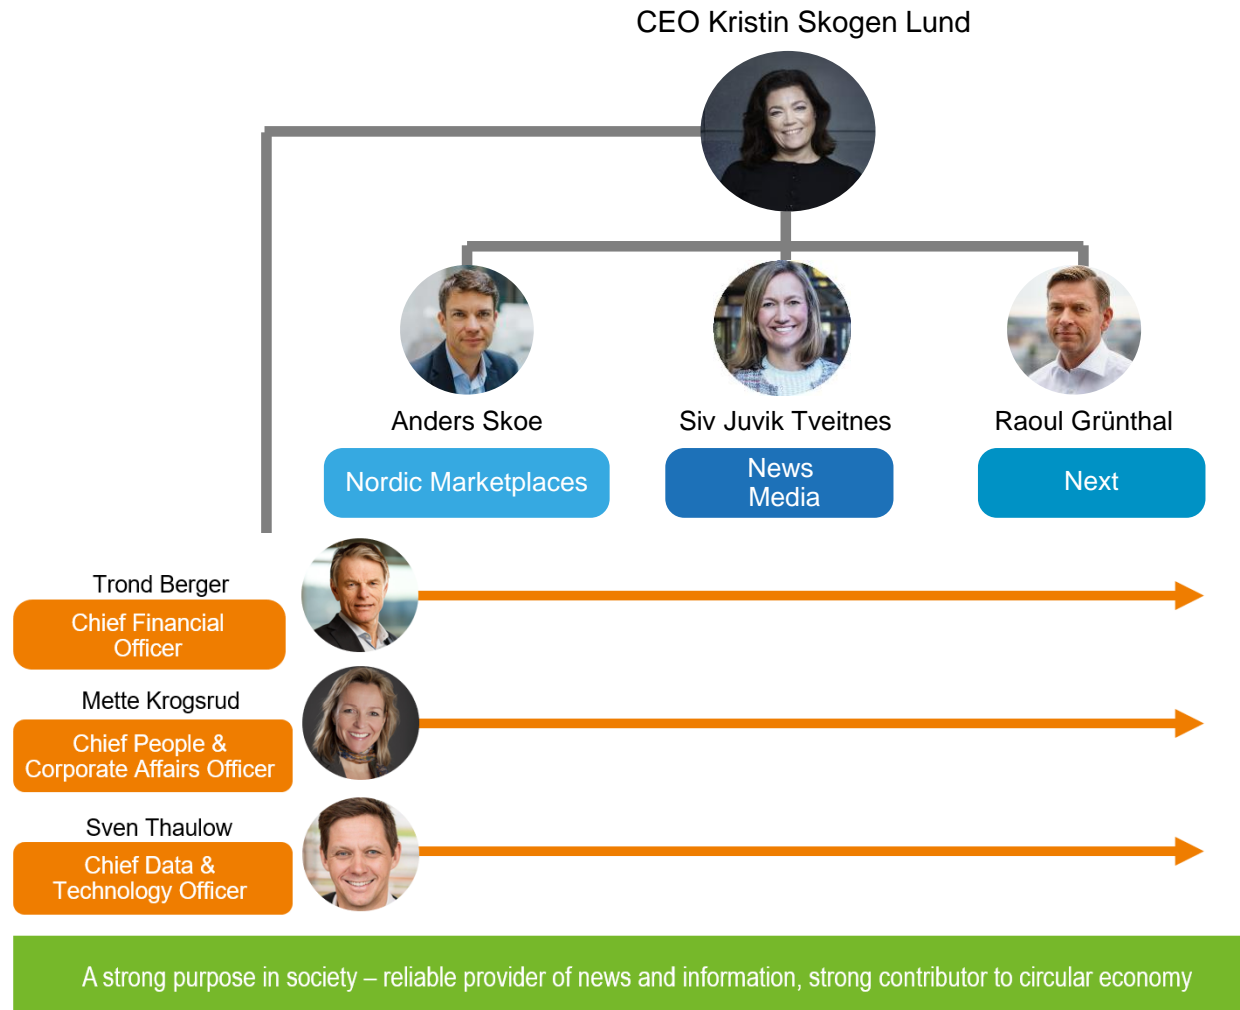 CEO Kristin Skogen Lund
Anders Skoe
Siv Juvik Tveitnes
Raoul Grünthal
Nordic Marketplaces
News
Media
Next
Trond Berger
Chief Financial
Officer
Mette Krogsrud
Chief People &
Corporate Affairs Officer
Sven Thaulow
Chief Data &
Technology Officer
A strong purpose in society – reliable provider of news and information, strong contributor to circular economy